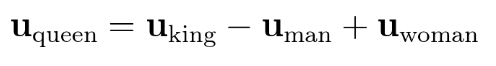 u_queen = u_king − u_man + u_woman